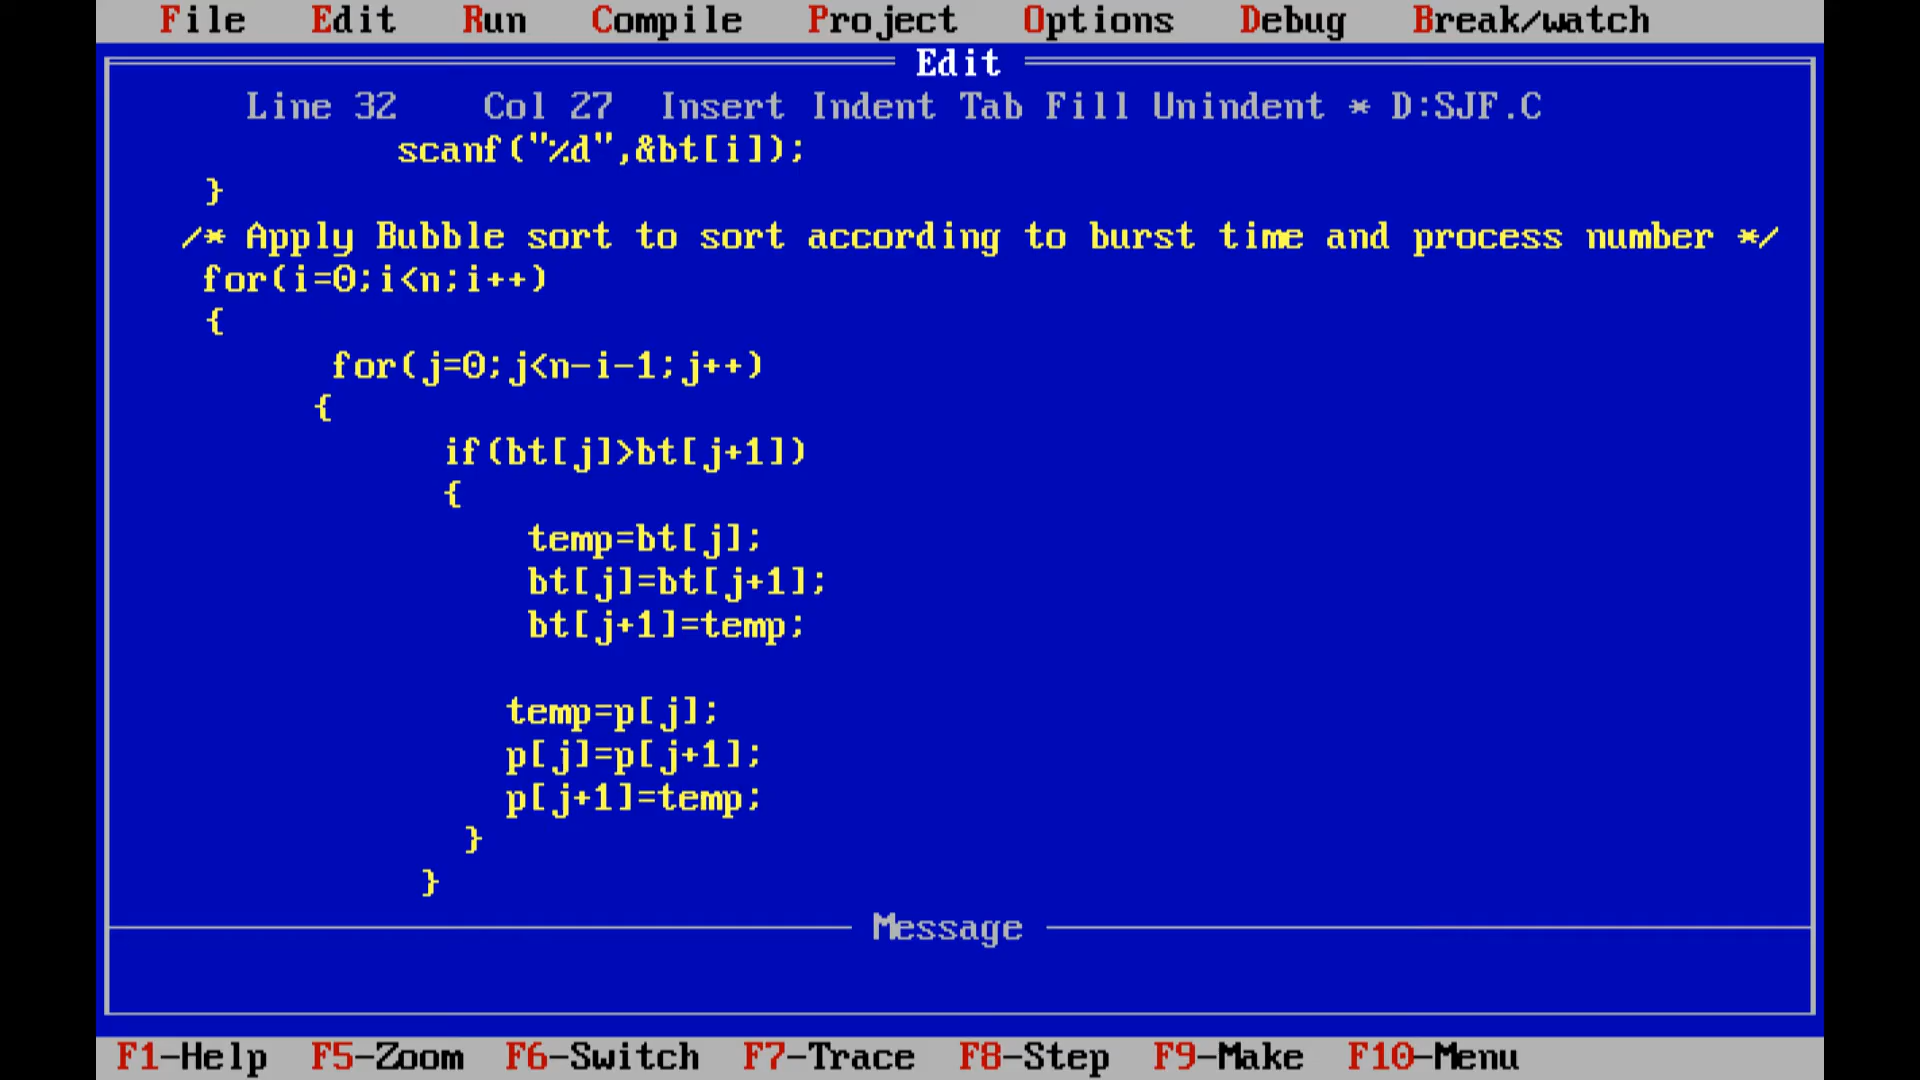 File Edit Run Compile Project Options Debug Break/watch
Edit
Line 32 Col 27 Insert Indent Tab Fill Unindent * D:SJF.C
scanf("%d",&bt[i]);
}
/* Apply Bubble sort to sort according to burst time and process number */
for(i=0;i<n;i++)
{
for(j=0;j<n-i-1;j++)
{
if(bt[j]>bt[j+1])
{
temp=bt[j];
bt[j]=bt[j+1];
bt[j+1]=temp;
temp=p[j];
p[j]=p[j+1];
p[j+1]=temp;
}
}
Message
F1-Help F5-Zoom F6-Switch F7-Trace F8-Step F9-Make F10-Menu